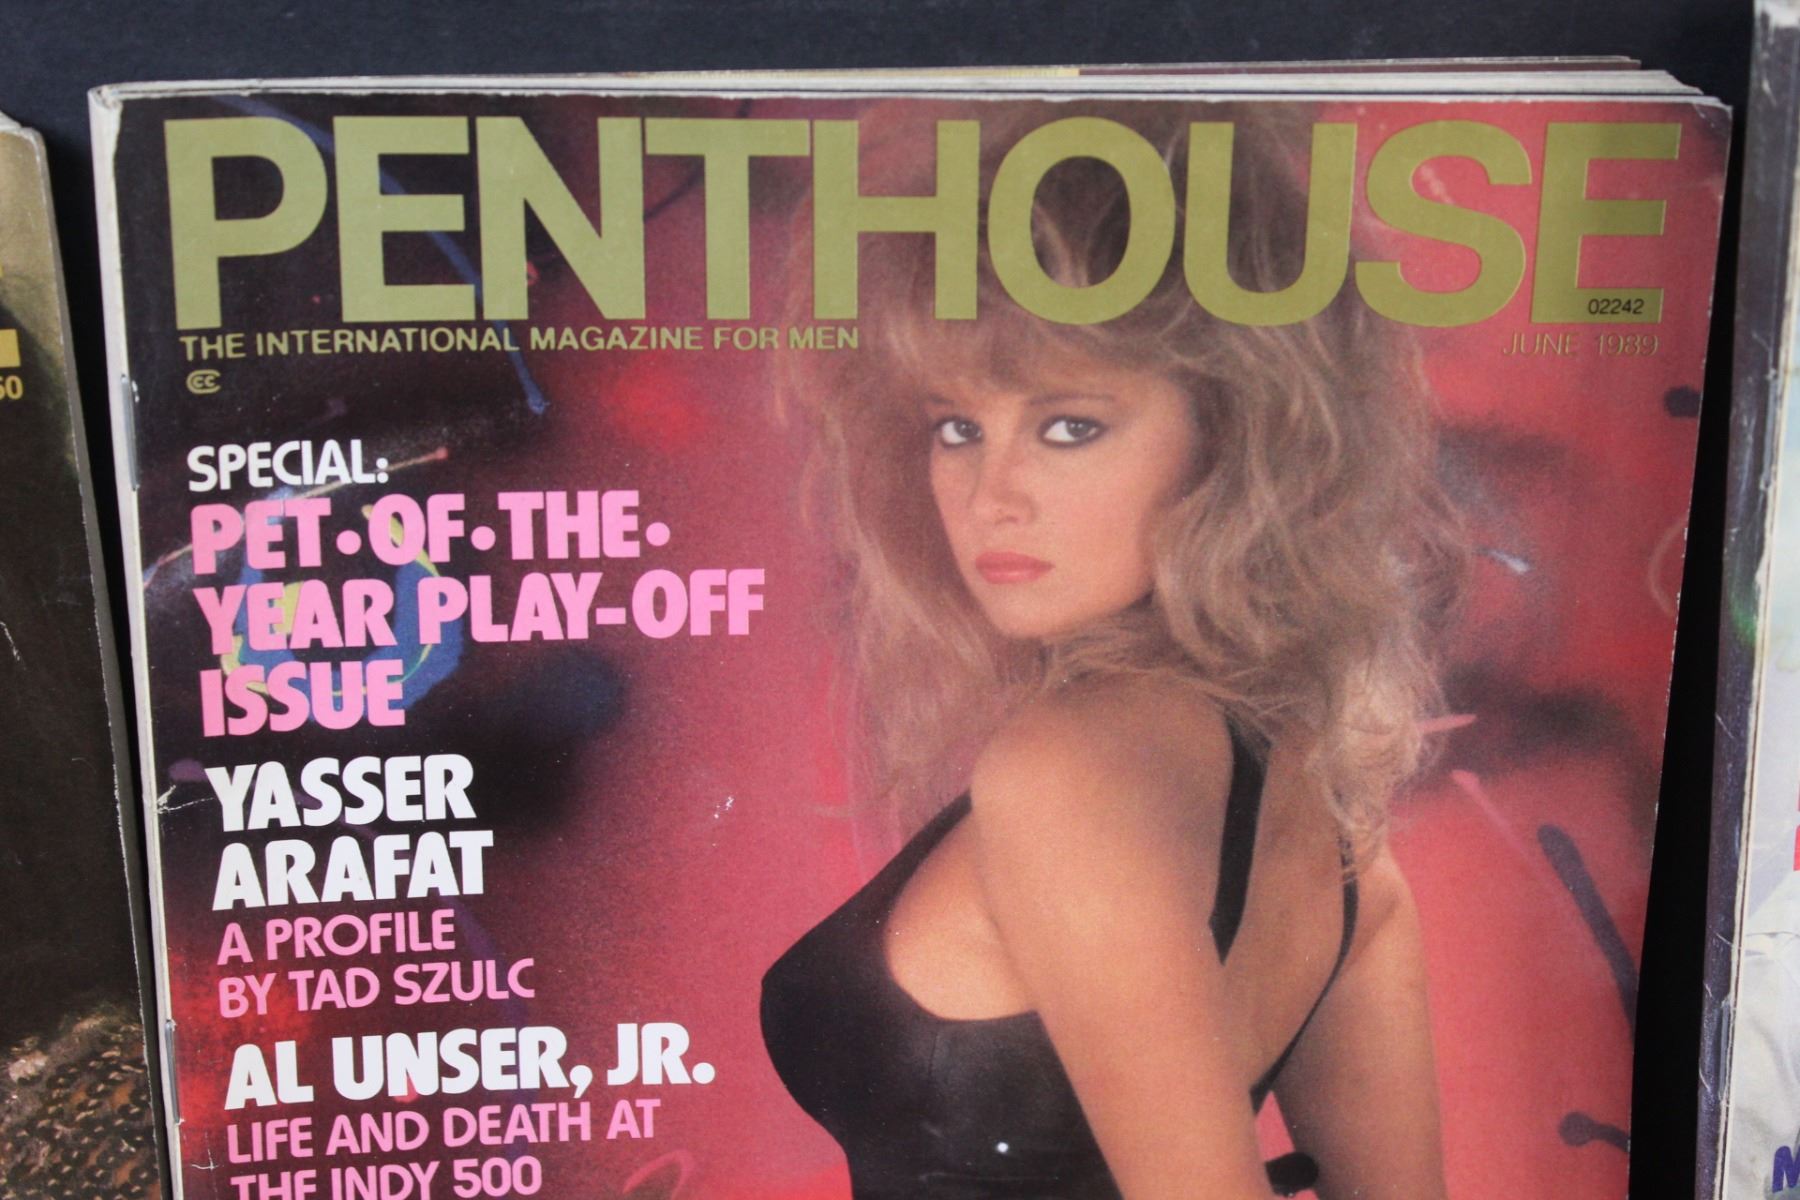 PENTHOUSE
02242
THE INTERNATIONAL MAGAZINE FOR MEN
JUNE 1989
CC
SPECIAL:
PET•OF•THE•
YEAR PLAY-OFF
ISSUE
YASSER
ARAFAT
A PROFILE
BY TAD SZULC
AL UNSER, JR.
LIFE AND DEATH AT
THE INDY 500